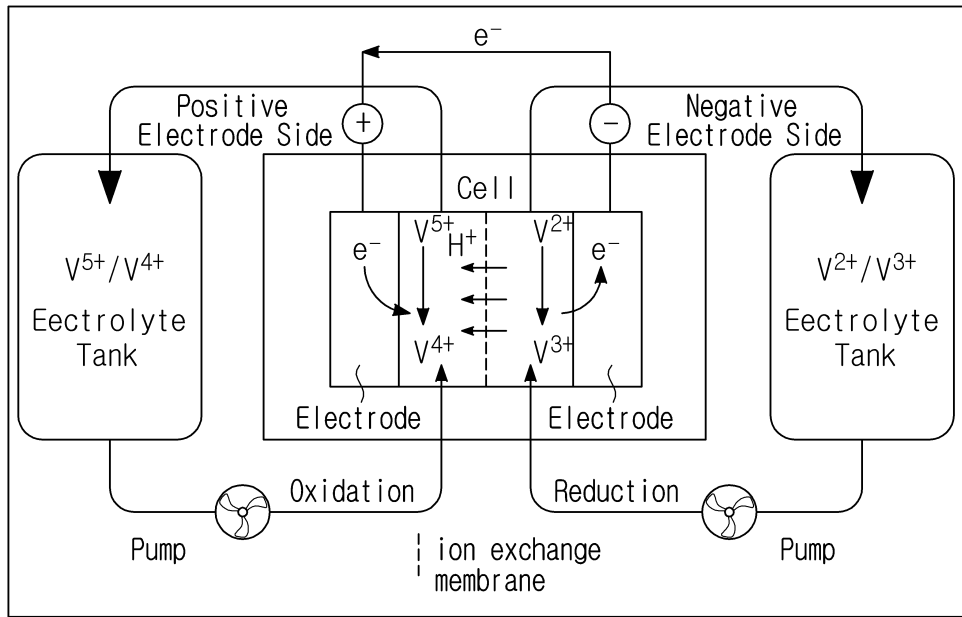 e⁻
Positive
Electrode Side
+
−
Negative
Electrode Side
Cell
V⁵⁺/V⁴⁺
Eectrolyte
Tank
e⁻
V⁵⁺
H⁺
V⁴⁺
V²⁺
e⁻
V³⁺
V²⁺/V³⁺
Eectrolyte
Tank
Electrode
Electrode
Oxidation
Reduction
Pump
ion exchange
membrane
Pump